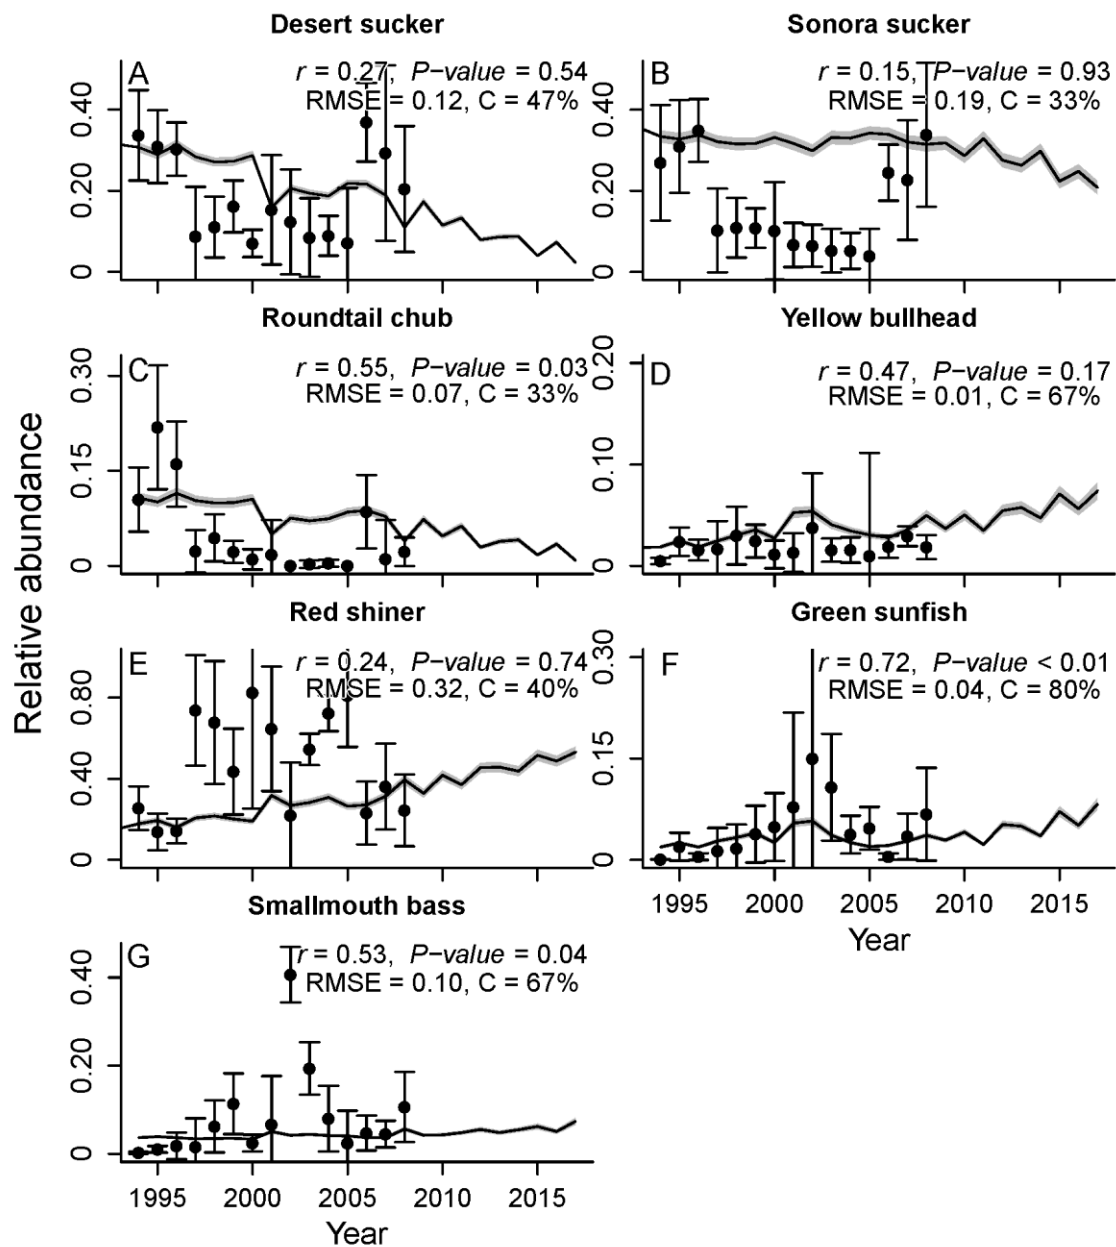 Desert sucker
Sonora sucker
A
r = 0.27, P−value = 0.54
RMSE = 0.12, C = 47%
B
r = 0.15, P−value = 0.93
RMSE = 0.19, C = 33%
0.40
0.20
0
0.40
0.20
0
Roundtail chub
Yellow bullhead
C
r = 0.55, P−value = 0.03
RMSE = 0.07, C = 33%
D
r = 0.47, P−value = 0.17
RMSE = 0.01, C = 67%
0.30
0.15
0
0.20
0.10
0
Relative abundance
Red shiner
Green sunfish
E
r = 0.24, P−value = 0.74
RMSE = 0.32, C = 40%
F
r = 0.72, P−value < 0.01
RMSE = 0.04, C = 80%
0.80
0.40
0
0.30
0.15
0
1995 2000 2005 2010 2015
Year
Smallmouth bass
G
r = 0.53, P−value = 0.04
RMSE = 0.10, C = 67%
0.40
0.20
0
1995 2000 2005 2010 2015
Year